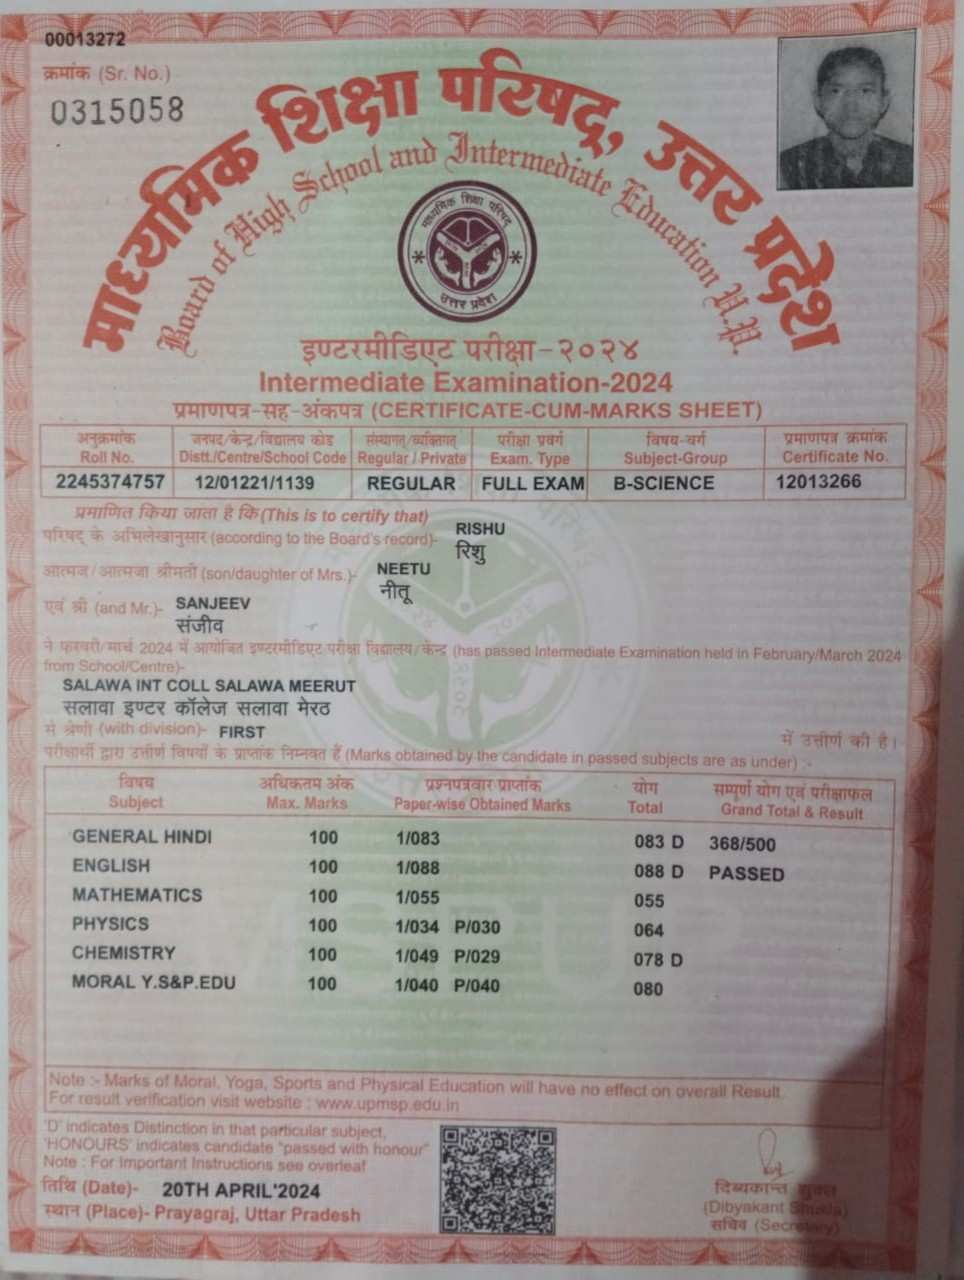 00013272
क्रमांक (Sr. No.)
0315058
माध्यमिक शिक्षा परिषद्, उत्तर प्रदेश
Board of High School and Intermediate Education U.P.
माध्यमिक शिक्षा परिषद्
उत्तर प्रदेश
इण्टरमीडिएट परीक्षा-२०२४
Intermediate Examination-2024
प्रमाणपत्र-सह-अंकपत्र (CERTIFICATE-CUM-MARKS SHEET)
अनुक्रमांक जनपद/केन्द्र/विद्यालय कोड संस्थागत/व्यक्तिगत परीक्षा प्रवर्ग विषय-वर्ग प्रमाणपत्र क्रमांक
Roll No. Distt./Centre/School Code Regular / Private Exam. Type Subject-Group Certificate No.
2245374757 12/01221/1139 REGULAR FULL EXAM B-SCIENCE 12013266
प्रमाणित किया जाता है कि (This is to certify that)
परिषद् के अभिलेखानुसार (according to the Board's record)- RISHU
रिशु
आत्मज/आत्मजा श्रीमती (son/daughter of Mrs.)- NEETU
नीतू
एवं श्री (and Mr.)- SANJEEV
संजीव
ने फरवरी/मार्च 2024 में आयोजित इण्टरमीडिएट परीक्षा विद्यालय/केन्द्र (has passed Intermediate Examination held in February/March 2024
from School/Centre)-
SALAWA INT COLL SALAWA MEERUT
सलावा इण्टर कॉलेज सलावा मेरठ
से श्रेणी (with division)- FIRST में उत्तीर्ण की है।
परीक्षार्थी द्वारा उत्तीर्ण विषयों के प्राप्तांक निम्नवत हैं (Marks obtained by the candidate in passed subjects are as under) :-
विषय अधिकतम अंक प्रश्नपत्रवार प्राप्तांक योग सम्पूर्ण योग एवं परीक्षाफल
Subject Max. Marks Paper-wise Obtained Marks Total Grand Total & Result
GENERAL HINDI 100 1/083 083 D 368/500
ENGLISH 100 1/088 088 D PASSED
MATHEMATICS 100 1/055 055
PHYSICS 100 1/034 P/030 064
CHEMISTRY 100 1/049 P/029 078 D
MORAL Y.S&P.EDU 100 1/040 P/040 080
Note :- Marks of Moral, Yoga, Sports and Physical Education will have no effect on overall Result.
For result verification visit website : www.upmsp.edu.in
'D' indicates Distinction in that particular subject,
'HONOURS' indicates candidate "passed with honour"
Note : For Important Instructions see overleaf
तिथि (Date)- 20TH APRIL'2024
स्थान (Place)- Prayagraj, Uttar Pradesh
दिब्यकान्त शुक्ल
(Dibyakant Shukla)
सचिव (Secretary)